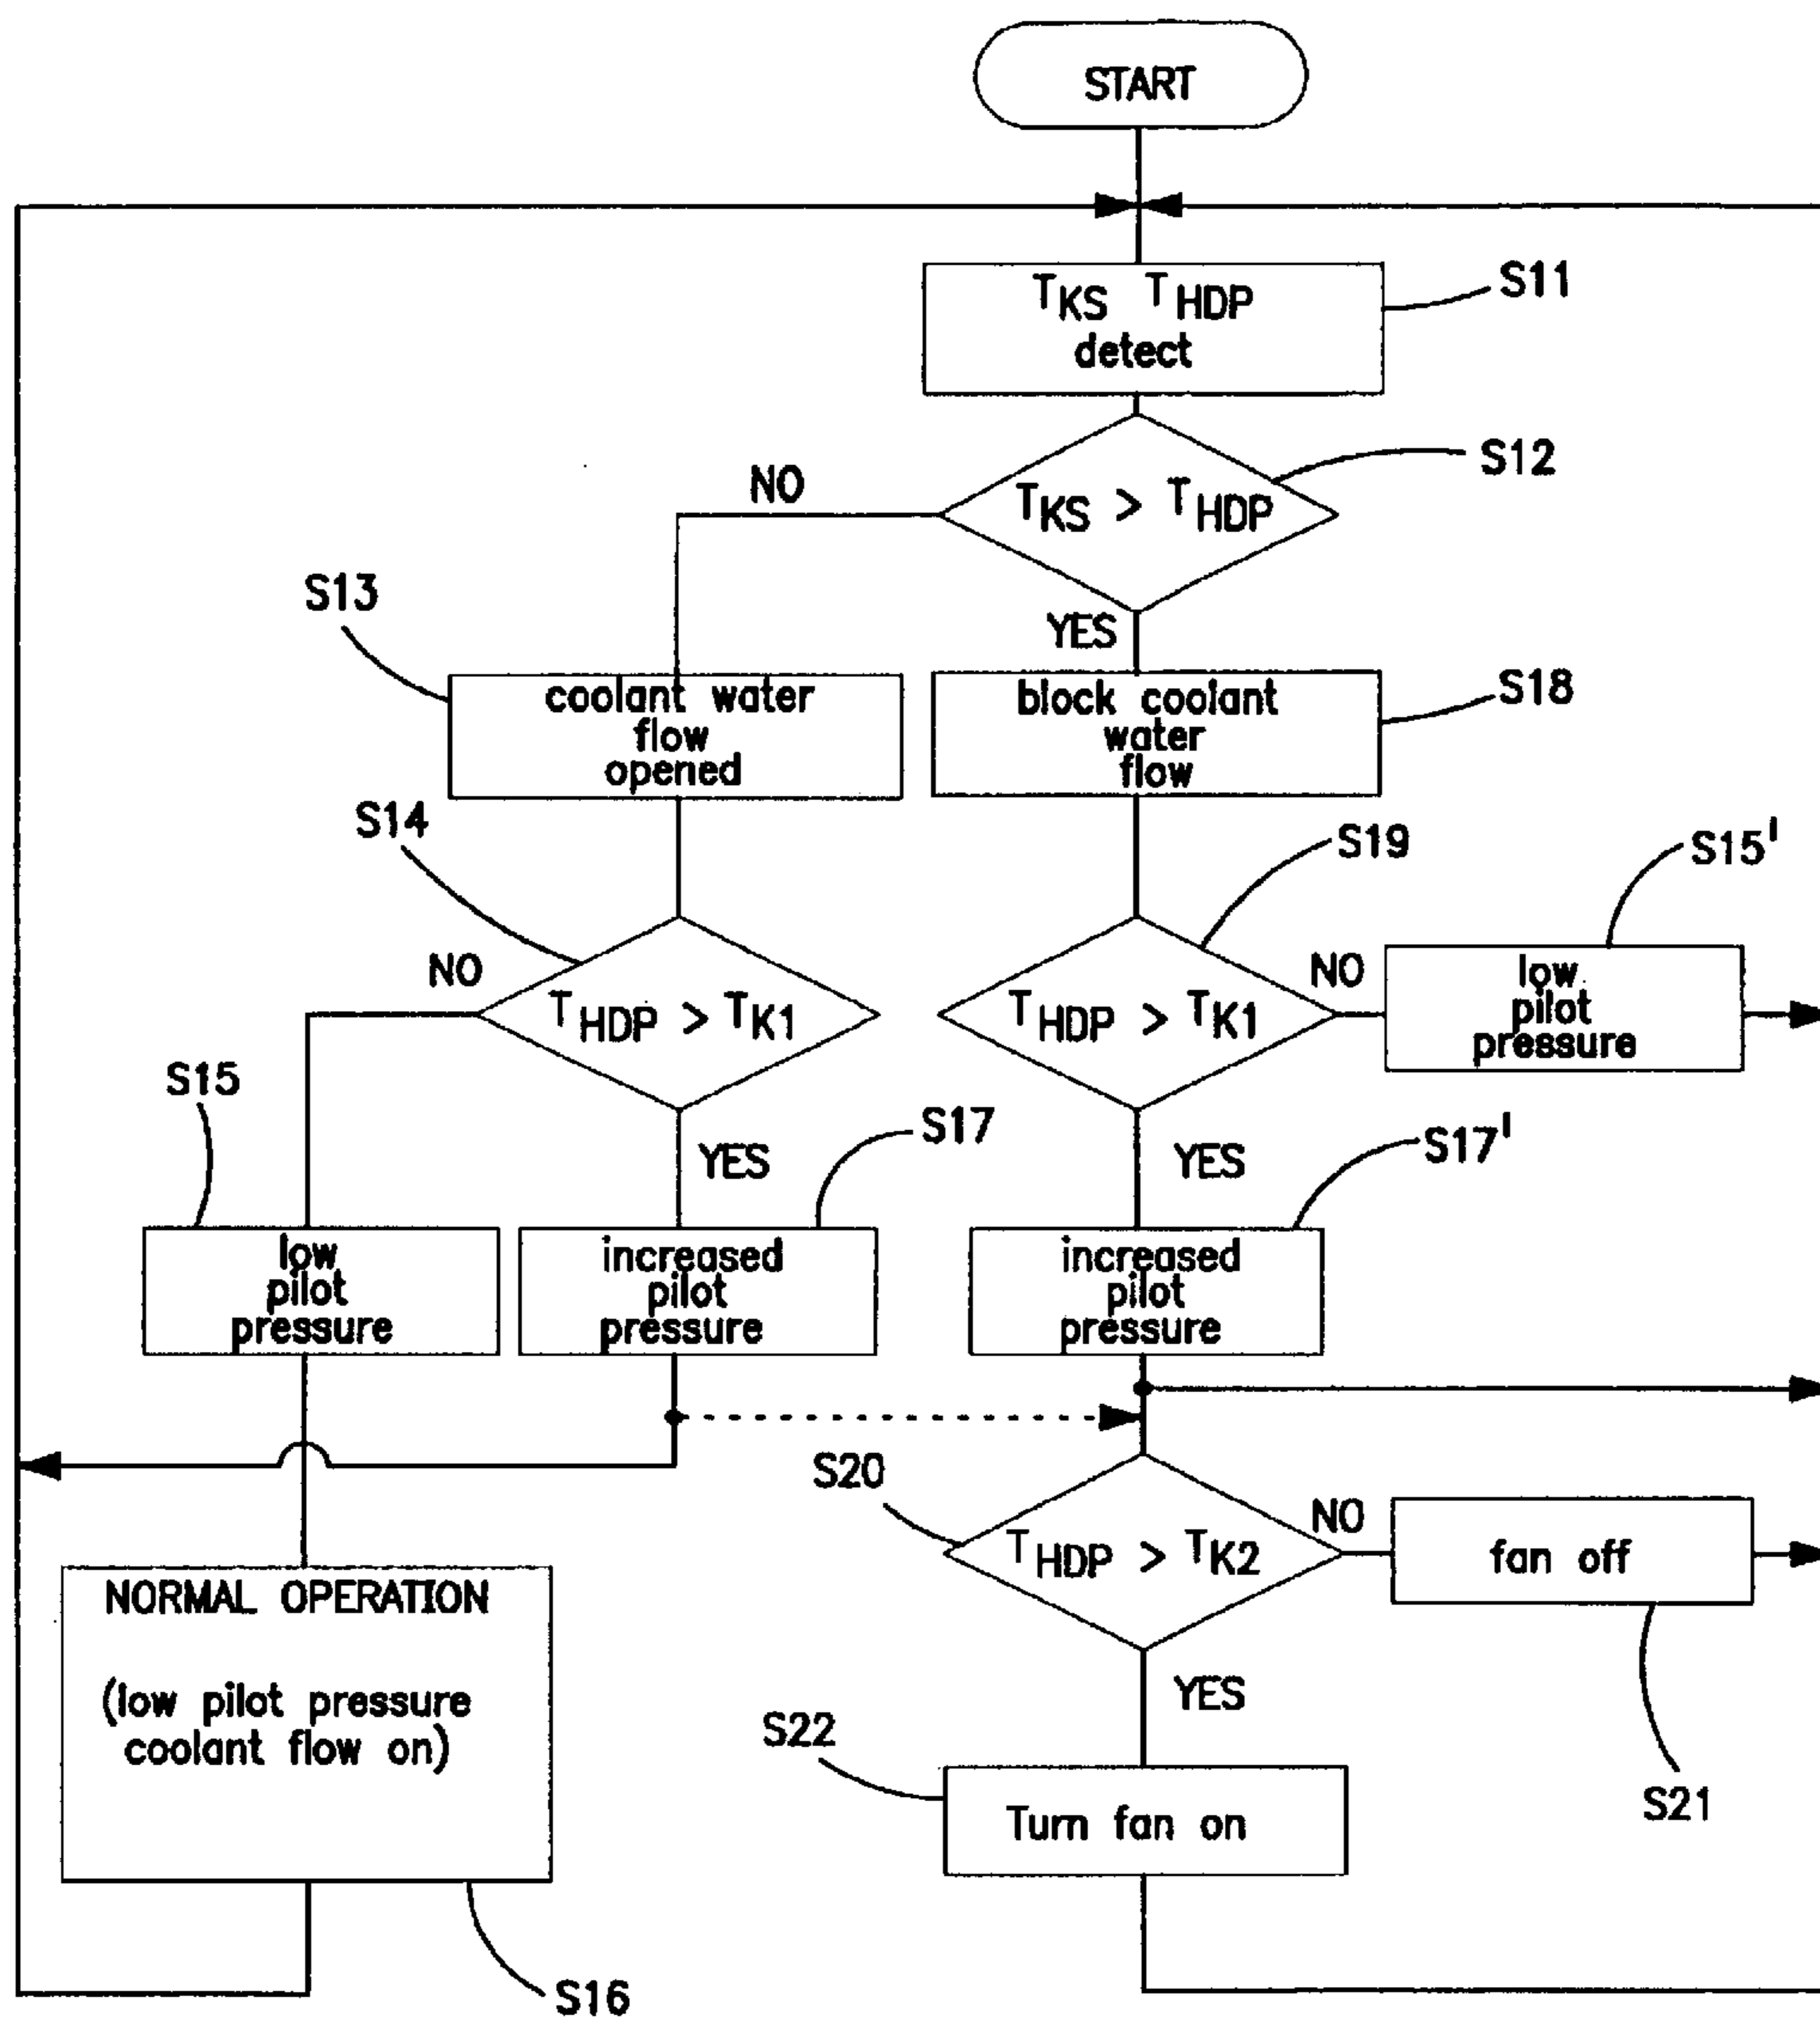 START
TKS THDP
detect
S11
S12
NO
TKS > THDP
YES
S13
coolant water
flow
opened
block coolant
water
flow
S18
S14
S19
S15'
NO
THDP > TK1
THDP > TK1
NO
low
pilot
pressure
S15
YES
S17
YES
S17'
low
pilot
pressure
increased
pilot
pressure
increased
pilot
pressure
S20
THDP > TK2
NO
fan off
NORMAL OPERATION
(low pilot pressure
coolant flow on)
YES
S22
S21
Turn fan on
S16